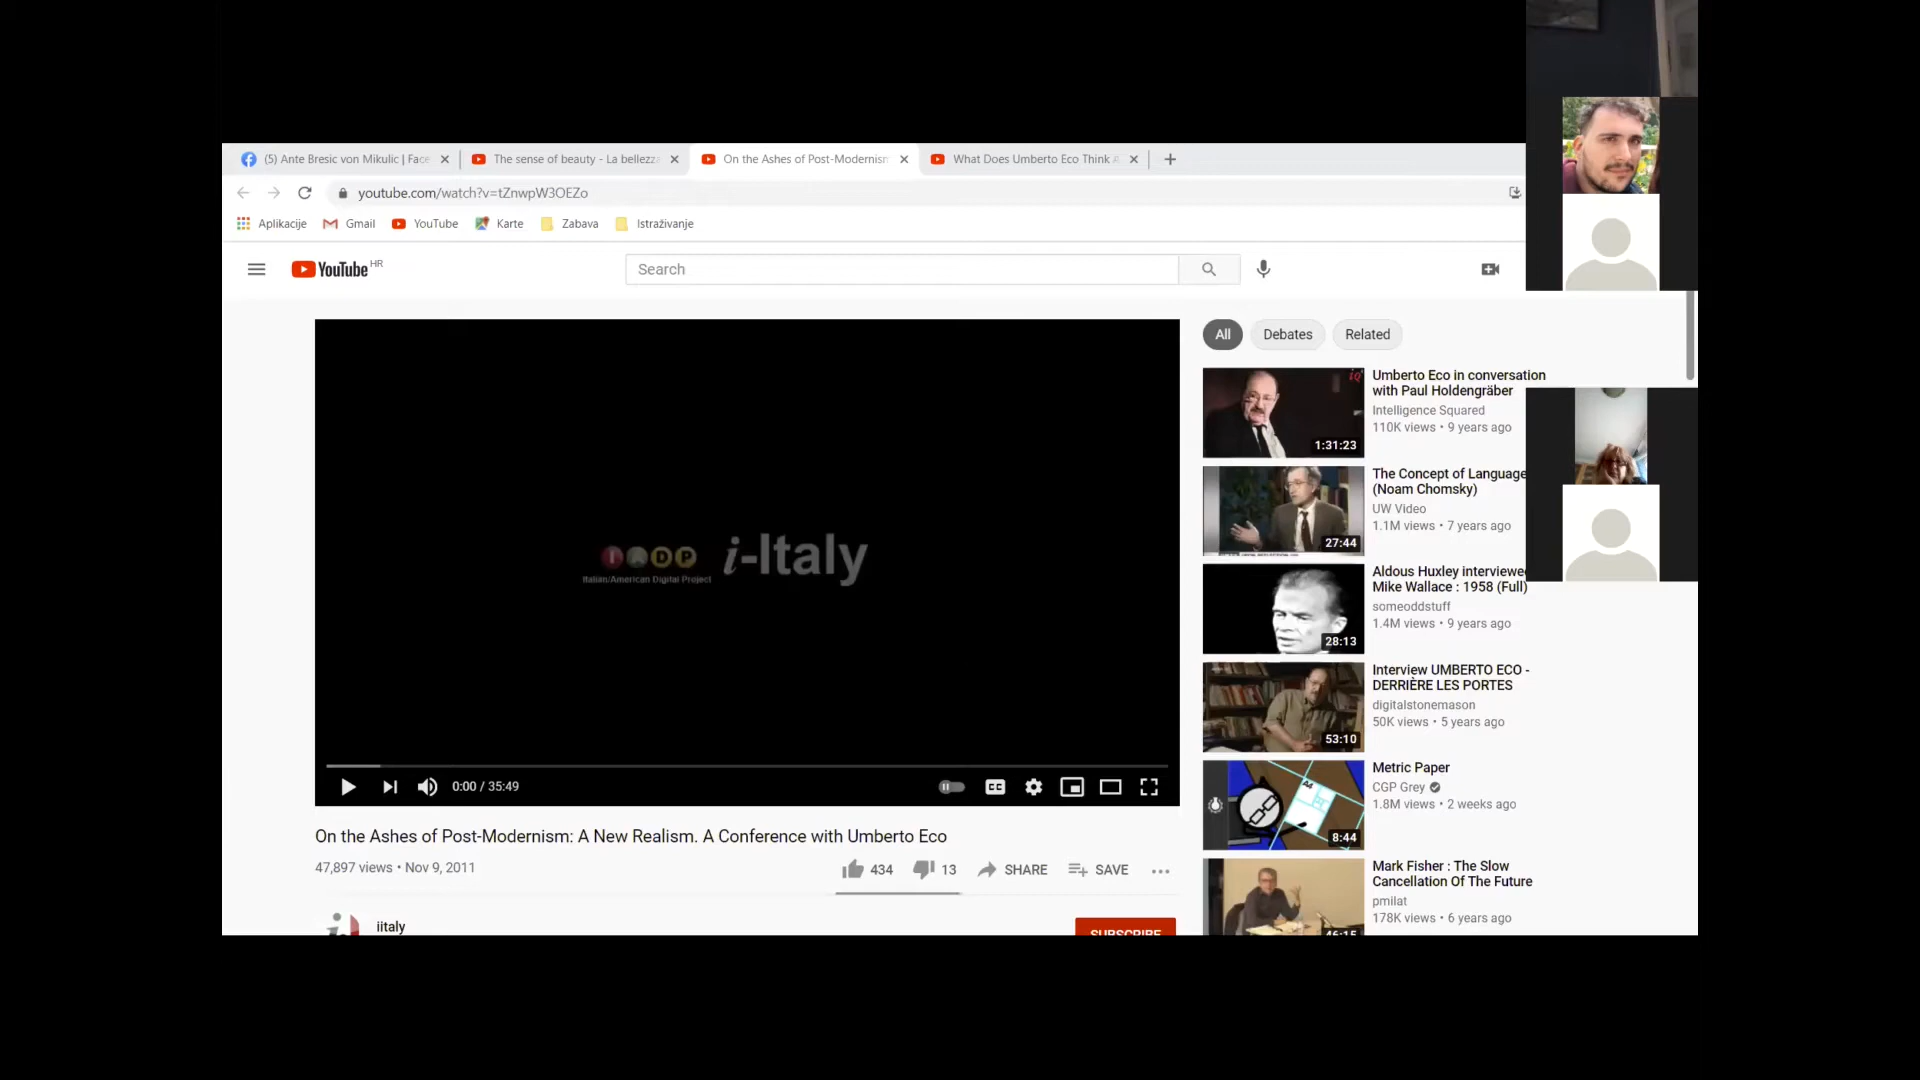 (5) Ante Bresic von Mikulic | Face
The sense of beauty - La bellezz
On the Ashes of Post-Modernism
What Does Umberto Eco Think A
youtube.com/watch?v=tZnwpW3OEZo
Aplikacije
Gmail
YouTube
Karte
Zabava
Istraživanje
YouTube HR
Search
All
Debates
Related
IADP
Italian/American Digital Project
i-Italy
0:00 / 35:49
CC
On the Ashes of Post-Modernism: A New Realism. A Conference with Umberto Eco
47,897 views • Nov 9, 2011
434
13
SHARE
SAVE
iitaly
SUBSCRIBE
Umberto Eco in conversation
with Paul Holdengräber
Intelligence Squared
110K views • 9 years ago
1:31:23
The Concept of Language
(Noam Chomsky)
UW Video
1.1M views • 7 years ago
27:44
Aldous Huxley interviewe
Mike Wallace : 1958 (Full)
someoddstuff
1.4M views • 9 years ago
28:13
Interview UMBERTO ECO -
DERRIÈRE LES PORTES
digitalstonemason
50K views • 5 years ago
53:10
Metric Paper
CGP Grey
1.8M views • 2 weeks ago
8:44
Mark Fisher : The Slow
Cancellation Of The Future
pmilat
178K views • 6 years ago
46:15